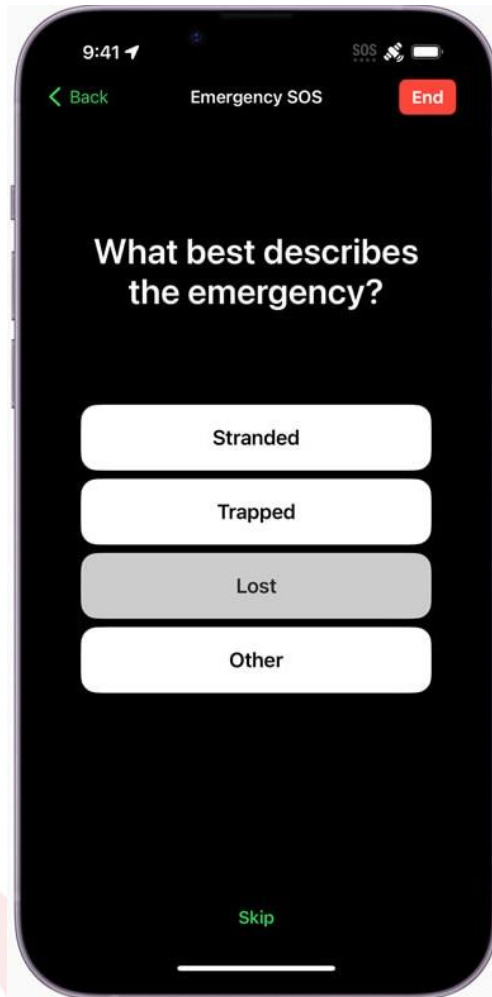 9:41
SOS
Back
Emergency SOS
End
What best describes
the emergency?
Stranded
Trapped
Lost
Other
Skip